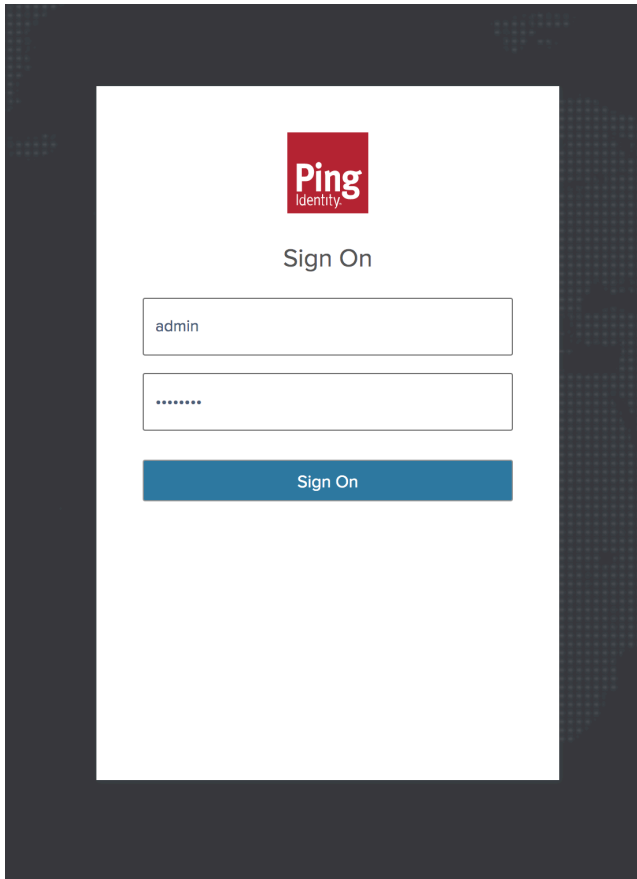 Ping
Identity.
Sign On
admin
••••••••
Sign On